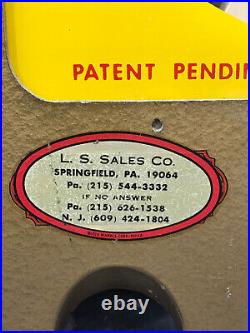 PATENT PENDIN
L. S. SALES CO.
SPRINGFIELD, PA. 19064
Pa. (215) 544-3332
IF NO ANSWER
Pa. (215) 626-1538
N. J. (609) 424-1804